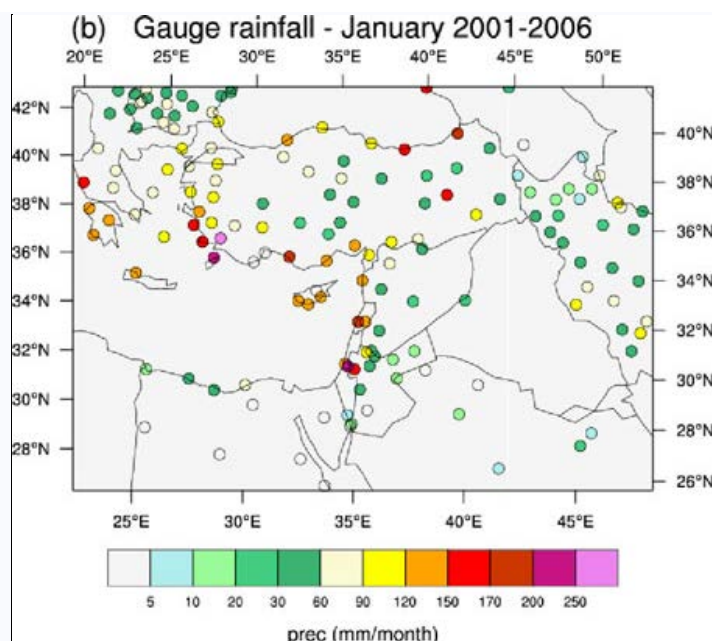 (b) Gauge rainfall - January 2001-2006
20°E 25°E 30°E 35°E 40°E 45°E 50°E
42°N 40°N
40°N 38°N
38°N 36°N
36°N 34°N
34°N 32°N
32°N 30°N
30°N 28°N
28°N 26°N
25°E 30°E 35°E 40°E 45°E
5 10 20 30 60 90 120 150 170 200 250
prec (mm/month)